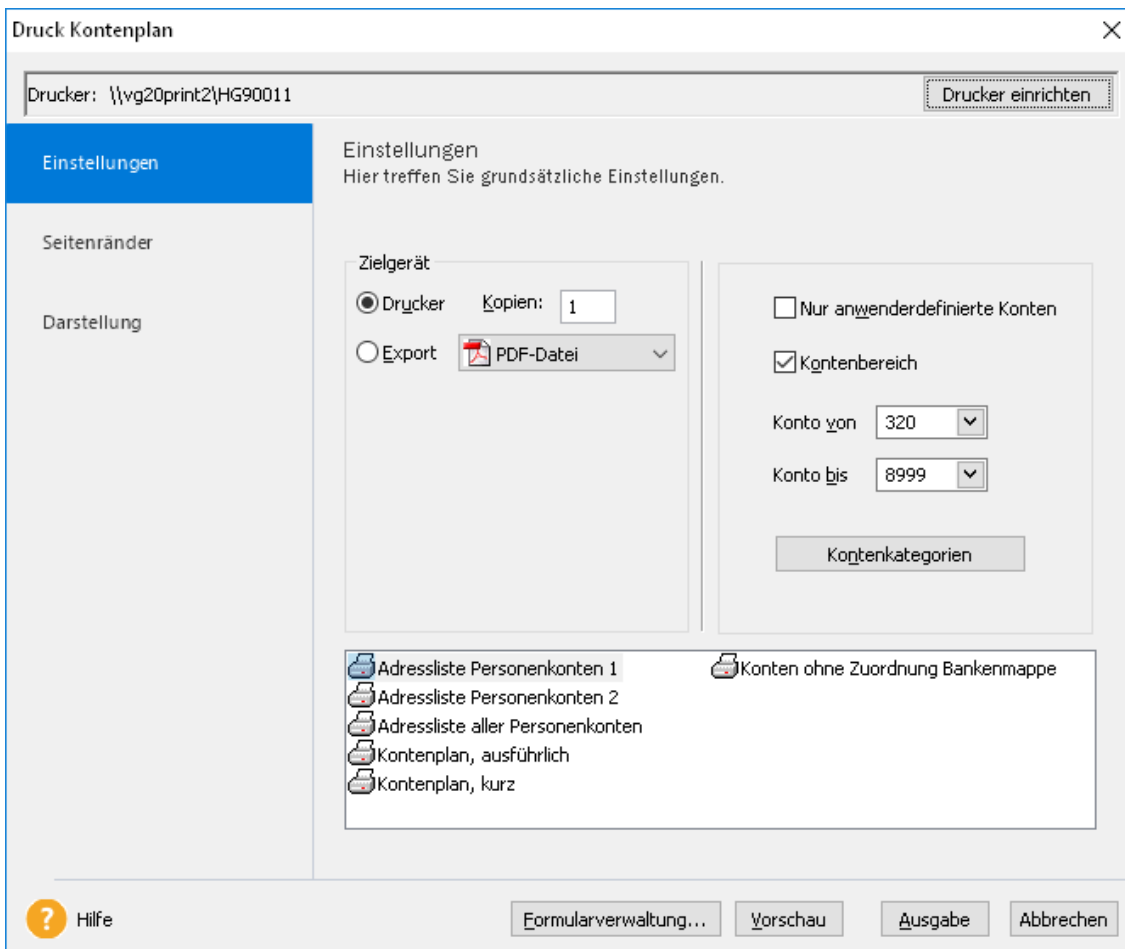 Druck Kontenplan
Drucker: \\vg20print2\HG90011
Drucker einrichten
Einstellungen
Seitenränder
Darstellung
Einstellungen
Hier treffen Sie grundsätzliche Einstellungen.
Zielgerät
Drucker Kopien: 1
Export PDF-Datei
Nur anwenderdefinierte Konten
Kontenbereich
Konto von 320
Konto bis 8999
Kontenkategorien
Adressliste Personenkonten 1
Adressliste Personenkonten 2
Adressliste aller Personenkonten
Kontenplan, ausführlich
Kontenplan, kurz
Konten ohne Zuordnung Bankenmappe
? Hilfe
Formularverwaltung...
Vorschau
Ausgabe
Abbrechen